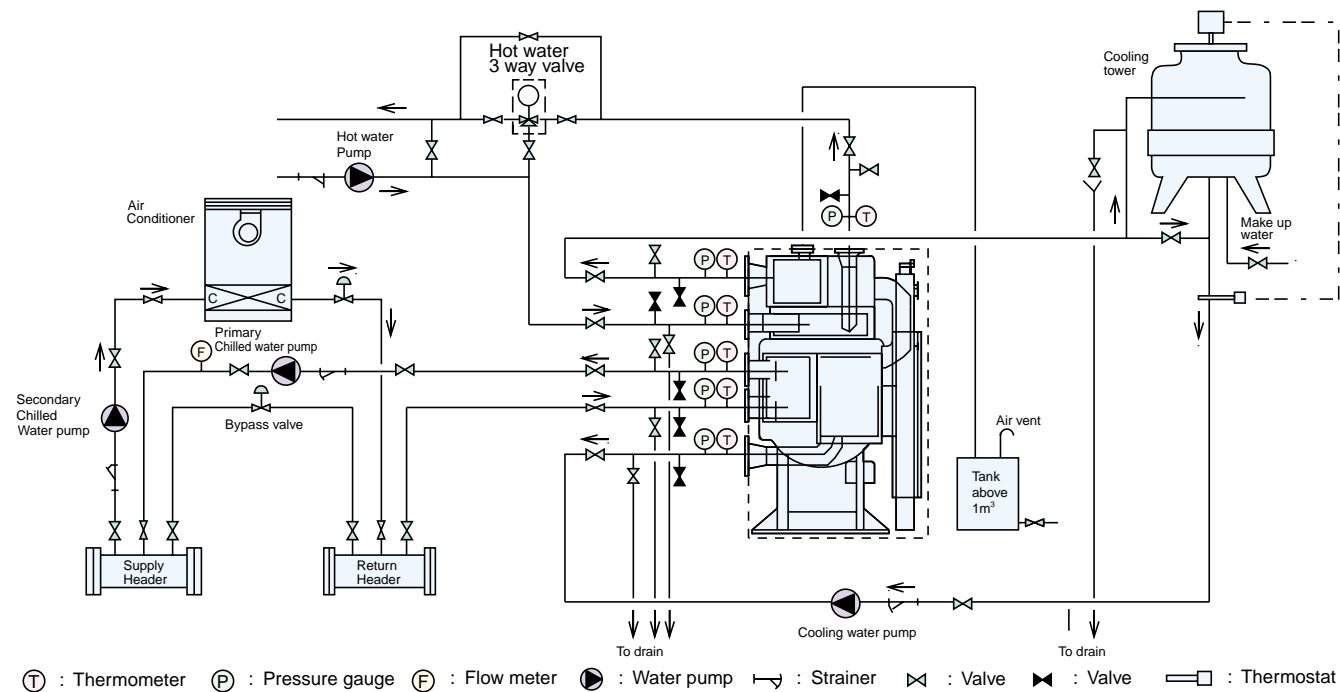 Hot water
3 way valve
Cooling
tower
Hot water
Pump
Air
Conditioner
P
T
Make up
water
P
T
C
C
P
T
Primary
Chilled water pump
F
P
T
Secondary
Chilled
Water pump
Bypass valve
P
T
P
T
Air vent
Tank
above
1m³
Supply
Header
Return
Header
Cooling water pump
To drain
To drain
T : Thermometer
P : Pressure gauge
F : Flow meter
: Water pump
: Strainer
: Valve
: Valve
: Thermostat